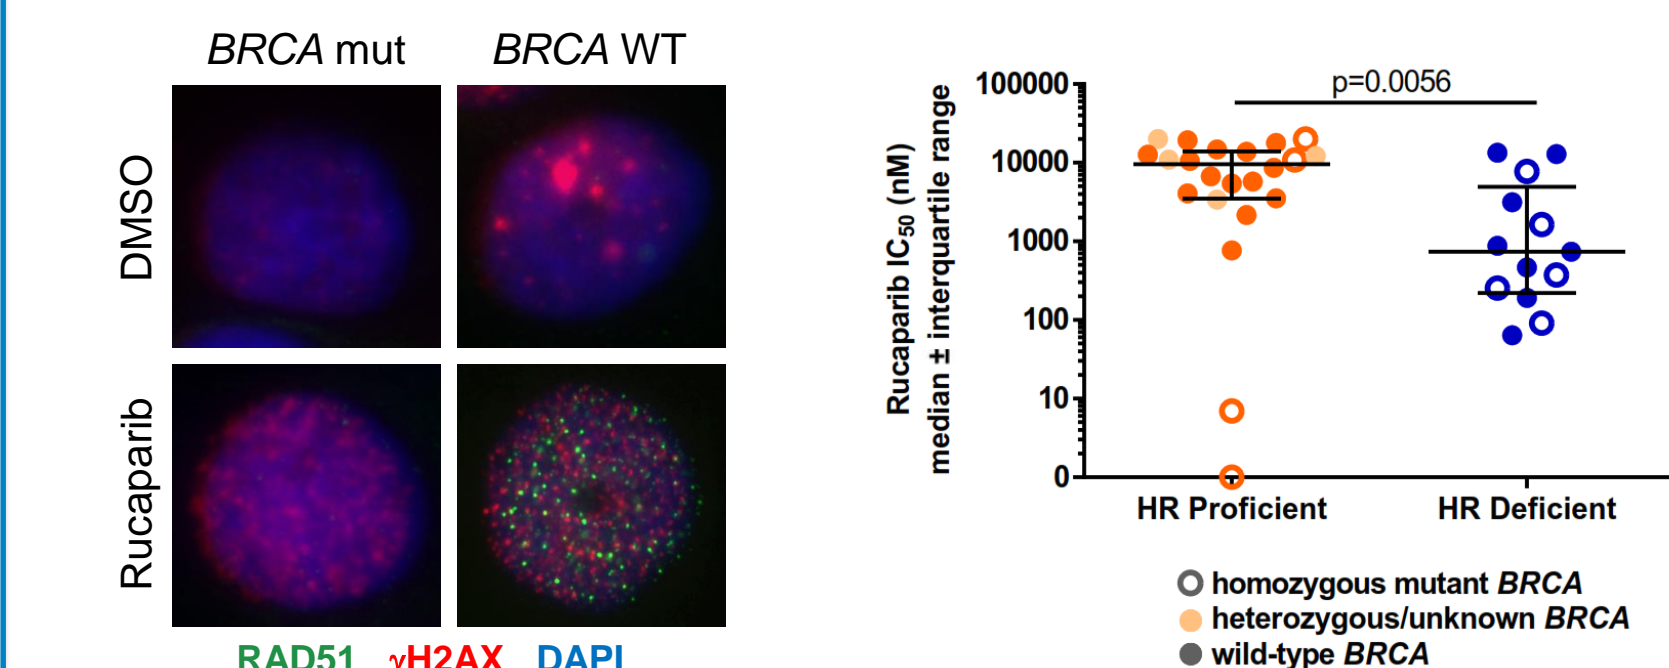 BRCA mut
BRCA WT
DMSO
Rucaparib
RAD51 γH2AX DAPI
Rucaparib IC50 (nM)
median ± interquartile range
100000
10000
1000
100
10
0
p=0.0056
HR Proficient
HR Deficient
homozygous mutant BRCA
heterozygous/unknown BRCA
wild-type BRCA